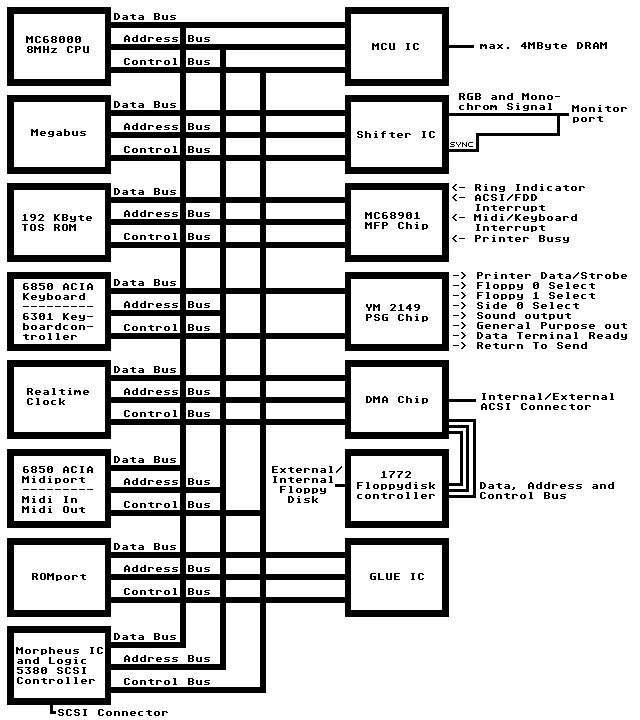 Data Bus
MC68000
8MHz CPU
Address Bus
MCU IC
max. 4MByte DRAM
Control Bus
RGB and Mono-
chrom Signal
Monitor
port
Data Bus
Megabus
Address Bus
Shifter IC
SYNC
Control Bus
Data Bus
192 KByte
TOS ROM
Address Bus
Control Bus
MC68901
MFP Chip
<- Ring Indicator
<- ACSI/FDD
Interrupt
<- Midi/Keyboard
Interrupt
<- Printer Busy
6850 ACIA
Keyboard
---------
6301 Key-
boardcon-
troller
Data Bus
Address Bus
Control Bus
YM 2149
PSG Chip
-> Printer Data/Strobe
-> Floppy 0 Select
-> Floppy 1 Select
-> Side 0 Select
-> Sound output
-> General Purpose out
-> Data Terminal Ready
-> Return To Send
Realtime
Clock
Data Bus
Address Bus
Control Bus
DMA Chip
Internal/External
ACSI Connector
6850 ACIA
Midiport
---------
Midi In
Midi Out
Data Bus
Address Bus
Control Bus
External/
Internal
Floppy
Disk
1772
Floppydisk
controller
Data, Address and
Control Bus
Data Bus
ROMport
Address Bus
Control Bus
GLUE IC
Morpheus IC
and Logic
5380 SCSI
Controller
Data Bus
Address Bus
Control Bus
SCSI Connector